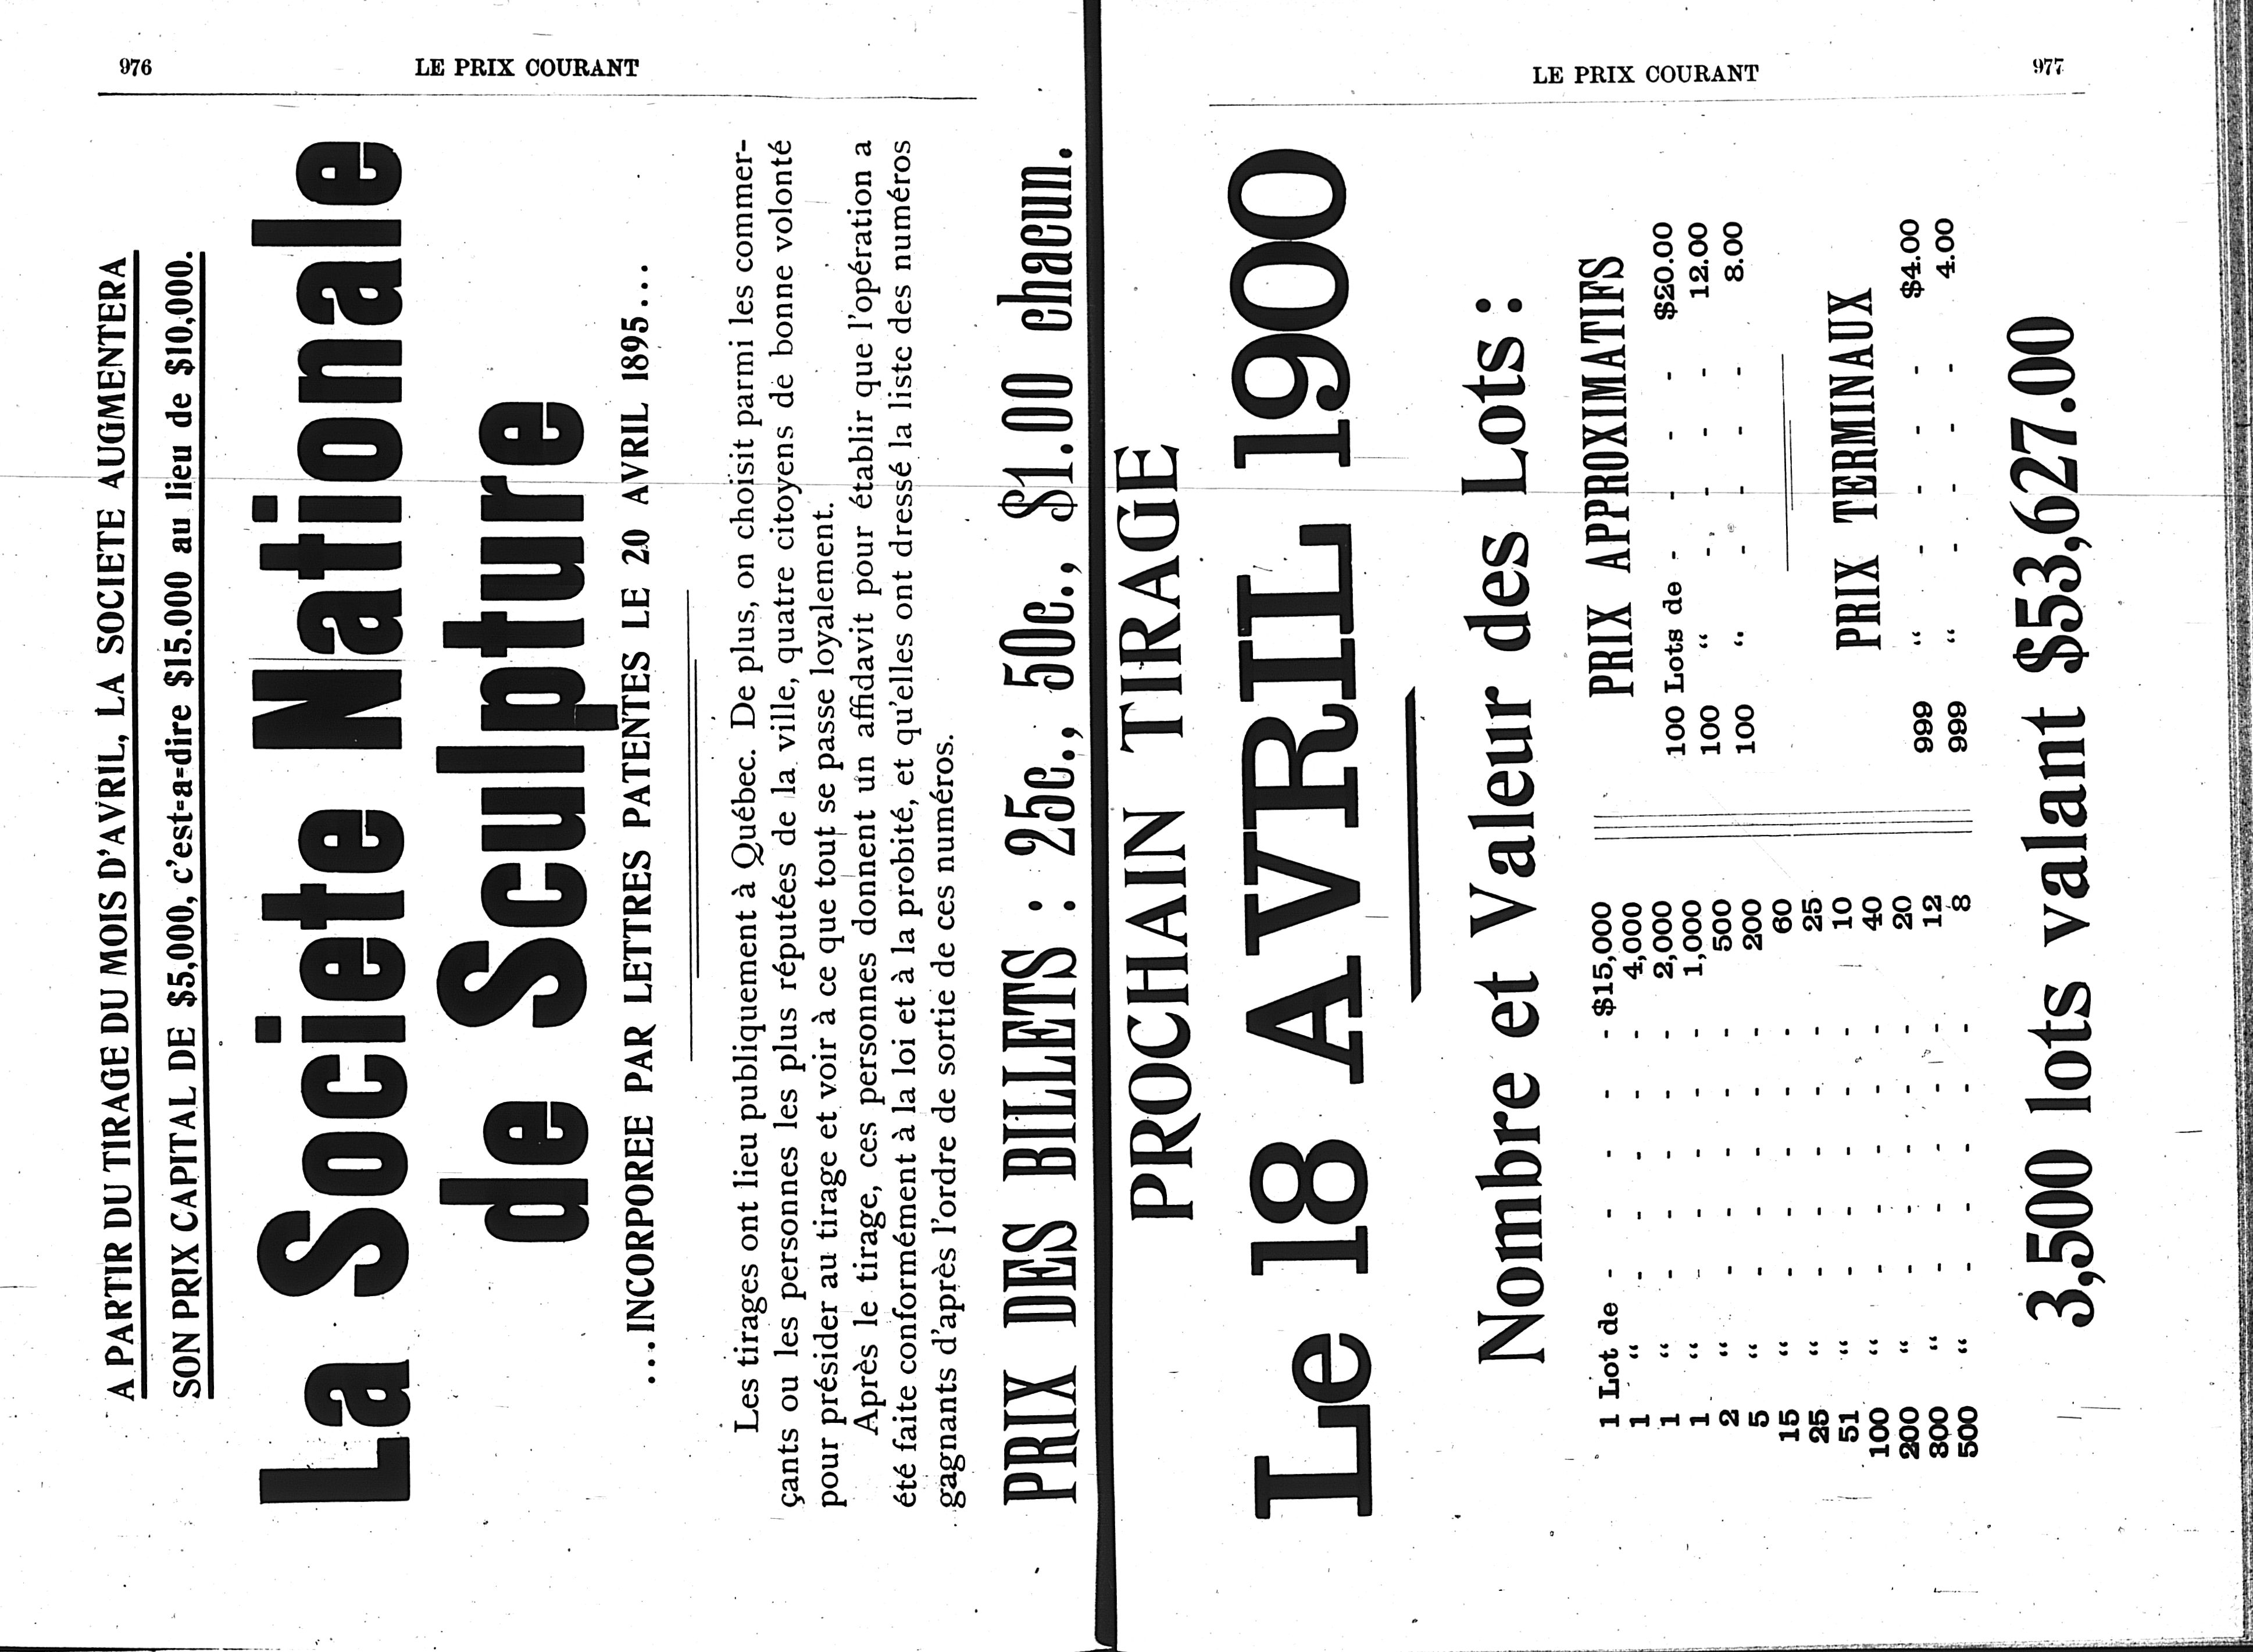 976
LE PRIX COURANT
A PARTIR DU TIRAGE DU MOIS D'AVRIL, LA SOCIETE AUGMENTERA
SON PRIX CAPITAL DE $5,000, c'est=a=dire $15.000 au lieu de $10,000.
La Societe Nationale
de Sculpture
...INCORPOREE PAR LETTRES PATENTES LE 20 AVRIL 1895...
Les tirages ont lieu publiquement à Québec. De plus, on choisit parmi les commer-
çants ou les personnes les plus réputées de la ville, quatre citoyens de bonne volonté
pour présider au tirage et voir à ce que tout se passe loyalement.
Après le tirage, ces personnes donnent un affidavit pour établir que l'opération a
été faite conformément à la loi et à la probité, et qu'elles ont dressé la liste des numéros
gagnants d'après l'ordre de sortie de ces numéros.
PRIX DES BILLETS : 25c., 50c., $1.00 chacun.
LE PRIX COURANT
977
PROCHAIN TIRAGE
Le 18 AVRIL 1900
Nombre et Valeur des Lots :
1 Lot de - - - - - $15,000
1 " - - - - - 4,000
1 " - - - - - 2,000
1 " - - - - - 1,000
2 " - - - - - 500
5 " - - - - - 200
15 " - - - - - 60
25 " - - - - - 25
51 " - - - - - 10
100 " - - - - - 40
200 " - - - - - 20
800 " - - - - - 12
500 " - - - - - 8
PRIX APPROXIMATIFS
100 Lots de - - - - $20.00
100 " - - - - 12.00
100 " - - - - 8.00
PRIX TERMINAUX
999 " - - - - $4.00
999 " - - - - 4.00
3,500 lots valant $53,627.00